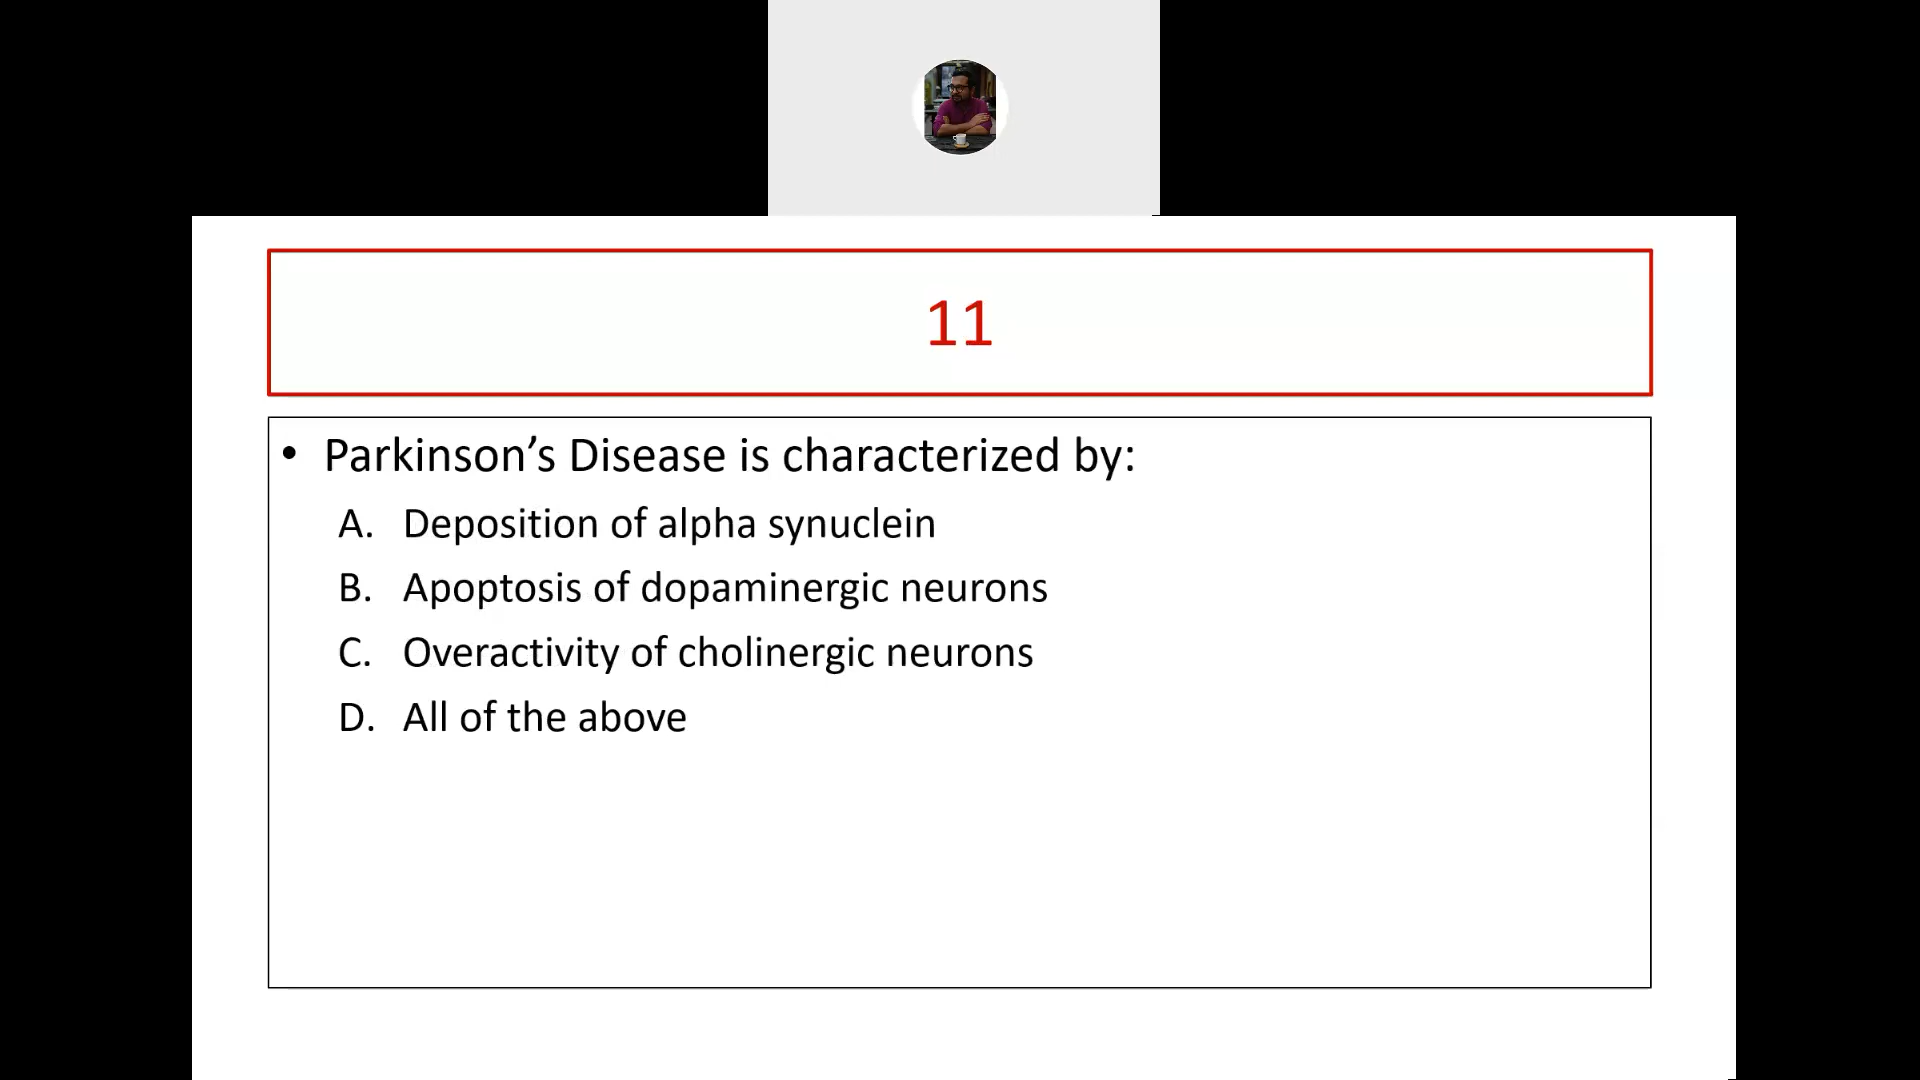 11
• Parkinson’s Disease is characterized by:
A. Deposition of alpha synuclein
B. Apoptosis of dopaminergic neurons
C. Overactivity of cholinergic neurons
D. All of the above